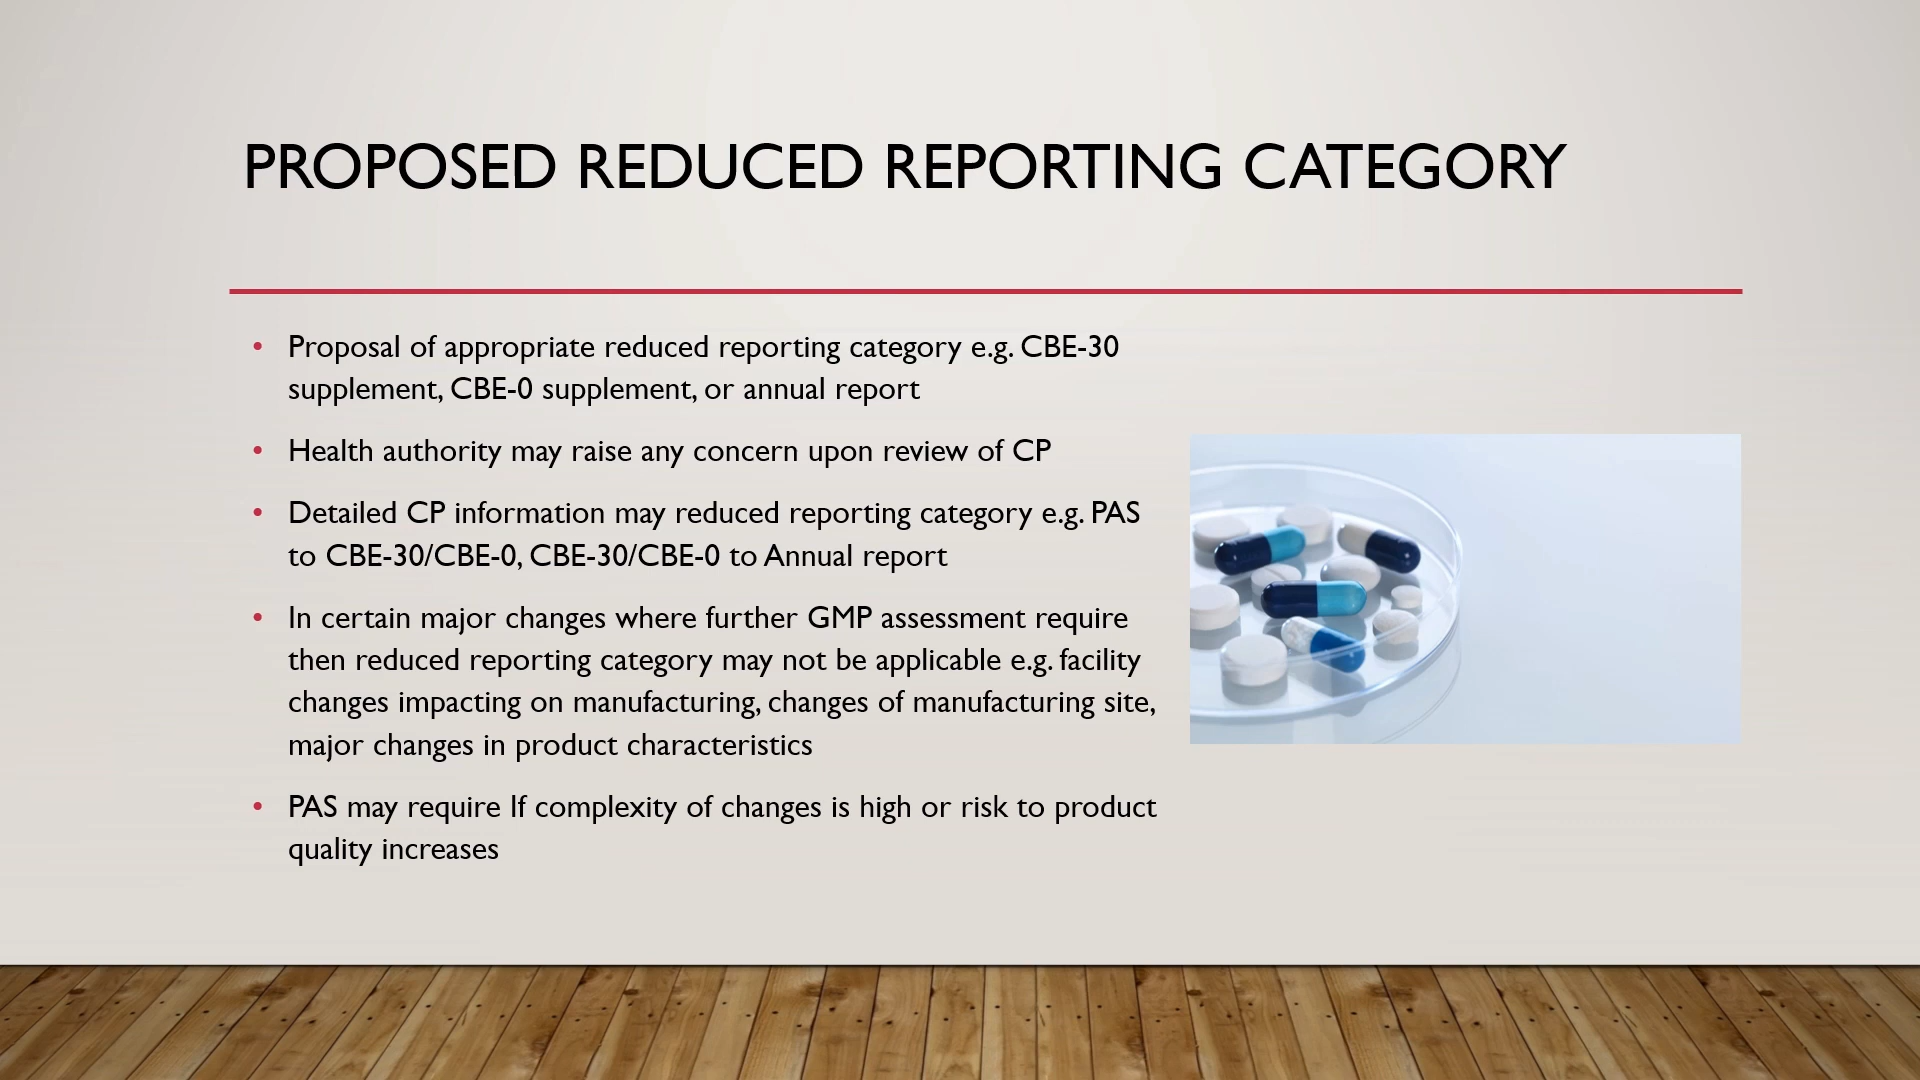 PROPOSED REDUCED REPORTING CATEGORY
• Proposal of appropriate reduced reporting category e.g. CBE-30
supplement, CBE-0 supplement, or annual report
• Health authority may raise any concern upon review of CP
• Detailed CP information may reduced reporting category e.g. PAS
to CBE-30/CBE-0, CBE-30/CBE-0 to Annual report
• In certain major changes where further GMP assessment require
then reduced reporting category may not be applicable e.g. facility
changes impacting on manufacturing, changes of manufacturing site,
major changes in product characteristics
• PAS may require If complexity of changes is high or risk to product
quality increases